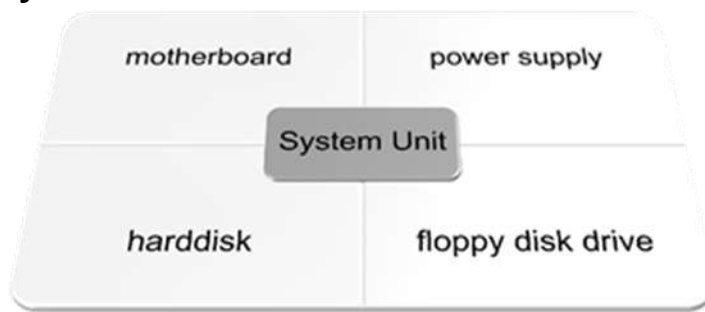 motherboard
power supply
System Unit
harddisk
floppy disk drive